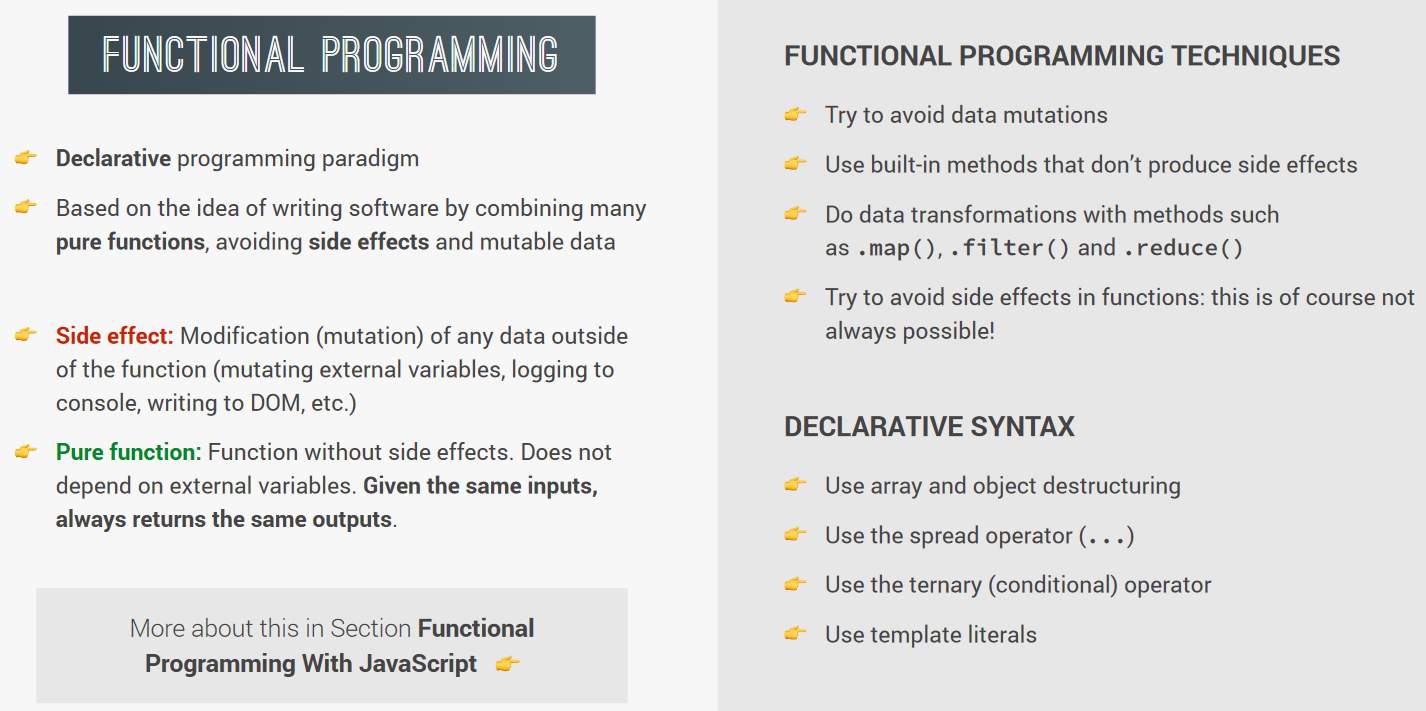 FUNCTIONAL PROGRAMMING
👉 Declarative programming paradigm
👉 Based on the idea of writing software by combining many
pure functions, avoiding side effects and mutable data
👉 Side effect: Modification (mutation) of any data outside
of the function (mutating external variables, logging to
console, writing to DOM, etc.)
👉 Pure function: Function without side effects. Does not
depend on external variables. Given the same inputs,
always returns the same outputs.
More about this in Section Functional
Programming With JavaScript 👉
FUNCTIONAL PROGRAMMING TECHNIQUES
👉 Try to avoid data mutations
👉 Use built-in methods that don’t produce side effects
👉 Do data transformations with methods such
as .map(), .filter() and .reduce()
👉 Try to avoid side effects in functions: this is of course not
always possible!
DECLARATIVE SYNTAX
👉 Use array and object destructuring
👉 Use the spread operator (...)
👉 Use the ternary (conditional) operator
👉 Use template literals